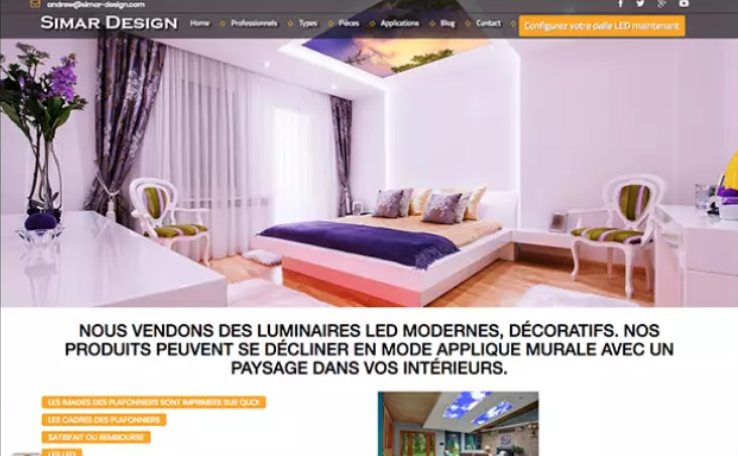 andrew@simar-design.com
SIMAR DESIGN
Home Professionnels Types Pièces Applications Blog Contact
Configurez votre dalle LED maintenant
NOUS VENDONS DES LUMINAIRES LED MODERNES, DÉCORATIFS. NOS
PRODUITS PEUVENT SE DÉCLINER EN MODE APPLIQUE MURALE AVEC UN
PAYSAGE DANS VOS INTÉRIEURS.
LES IMAGES DES PLAFONNIERS SONT IMPRIMEES SUR QUOI
LES CADRES DES PLAFONNIERS
SATISFAIT OU REMBOURSE
LES LED